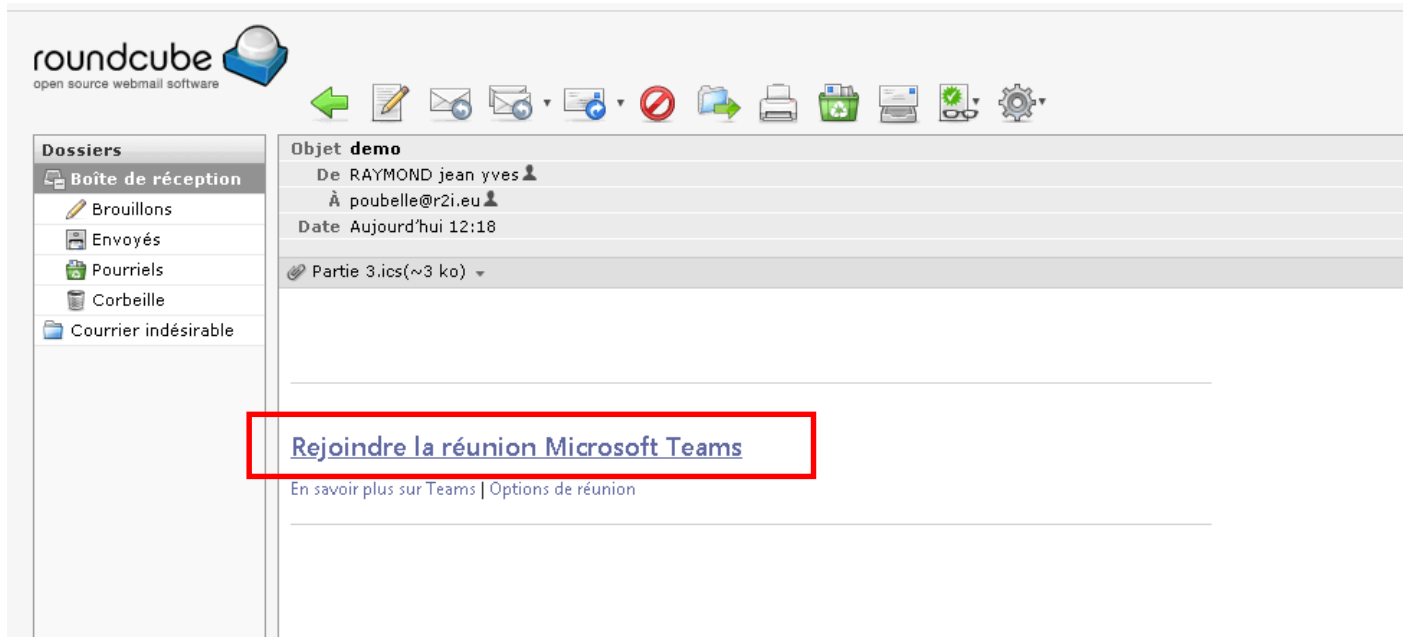 roundcube
open source webmail software
Dossiers
Boîte de réception
Brouillons
Envoyés
Pourriels
Corbeille
Courrier indésirable
Objet demo
De RAYMOND jean yves
À poubelle@r2i.eu
Date Aujourd'hui 12:18
Partie 3.ics(~3 ko)
Rejoindre la réunion Microsoft Teams
En savoir plus sur Teams | Options de réunion